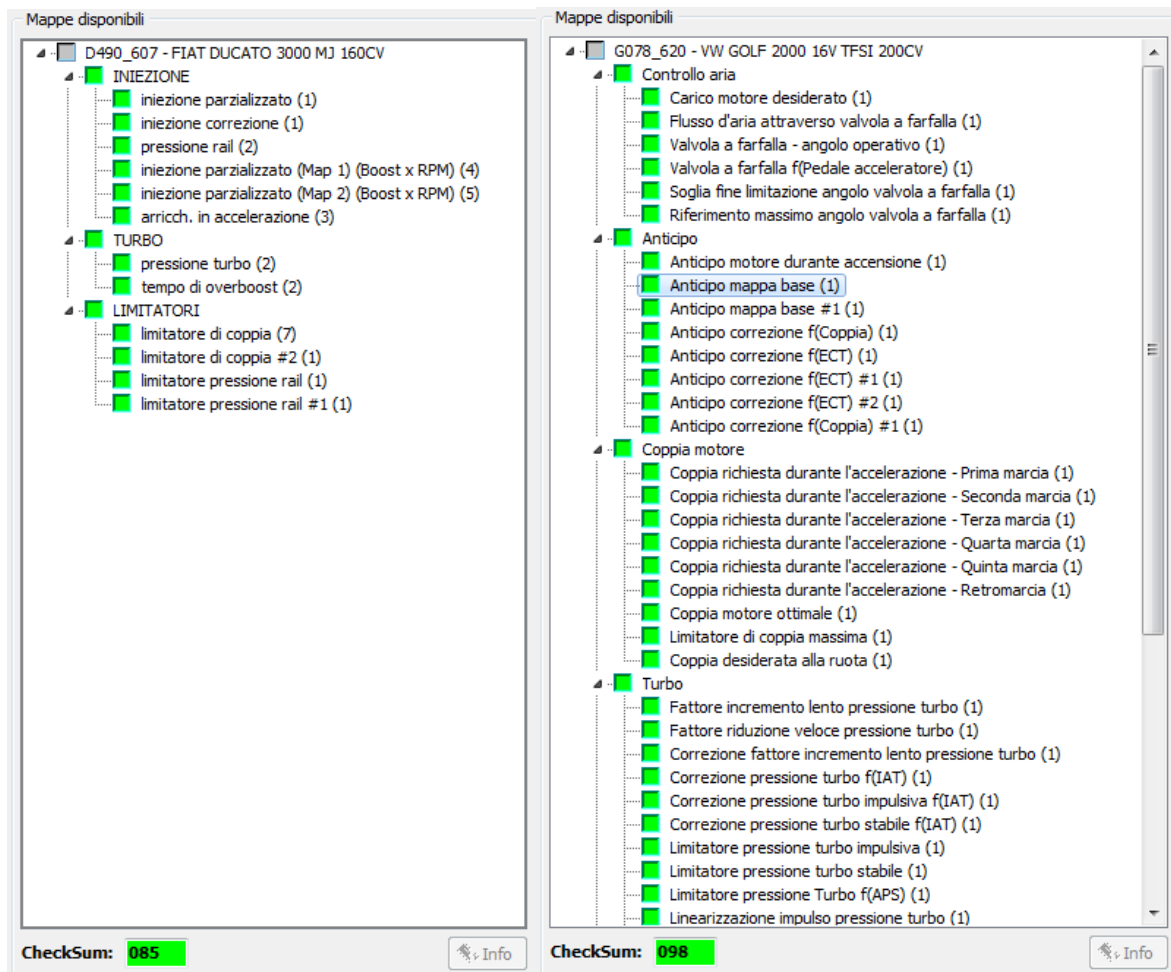 Mappe disponibili
D490_607 - FIAT DUCATO 3000 MJ 160CV
INIEZIONE
iniezione parzializzato (1)
iniezione correzione (1)
pressione rail (2)
iniezione parzializzato (Map 1) (Boost x RPM) (4)
iniezione parzializzato (Map 2) (Boost x RPM) (5)
arricch. in accelerazione (3)
TURBO
pressione turbo (2)
tempo di overboost (2)
LIMITATORI
limitatore di coppia (7)
limitatore di coppia #2 (1)
limitatore pressione rail (1)
limitatore pressione rail #1 (1)
CheckSum: 085
Info
Mappe disponibili
G078_620 - VW GOLF 2000 16V TFSI 200CV
Controllo aria
Carico motore desiderato (1)
Flusso d'aria attraverso valvola a farfalla (1)
Valvola a farfalla - angolo operativo (1)
Valvola a farfalla f(Pedale acceleratore) (1)
Soglia fine limitazione angolo valvola a farfalla (1)
Riferimento massimo angolo valvola a farfalla (1)
Anticipo
Anticipo motore durante accensione (1)
Anticipo mappa base (1)
Anticipo mappa base #1 (1)
Anticipo correzione f(Coppia) (1)
Anticipo correzione f(ECT) (1)
Anticipo correzione f(ECT) #1 (1)
Anticipo correzione f(ECT) #2 (1)
Anticipo correzione f(Coppia) #1 (1)
Coppia motore
Coppia richiesta durante l'accelerazione - Prima marcia (1)
Coppia richiesta durante l'accelerazione - Seconda marcia (1)
Coppia richiesta durante l'accelerazione - Terza marcia (1)
Coppia richiesta durante l'accelerazione - Quarta marcia (1)
Coppia richiesta durante l'accelerazione - Quinta marcia (1)
Coppia richiesta durante l'accelerazione - Retromarcia (1)
Coppia motore ottimale (1)
Limitatore di coppia massima (1)
Coppia desiderata alla ruota (1)
Turbo
Fattore incremento lento pressione turbo (1)
Fattore riduzione veloce pressione turbo (1)
Correzione fattore incremento lento pressione turbo (1)
Correzione pressione turbo f(IAT) (1)
Correzione pressione turbo impulsiva f(IAT) (1)
Correzione pressione turbo stabile f(IAT) (1)
Limitatore pressione turbo impulsiva (1)
Limitatore pressione turbo stabile (1)
Limitatore pressione Turbo f(APS) (1)
Linearizzazione impulso pressione turbo (1)
CheckSum: 098
Info